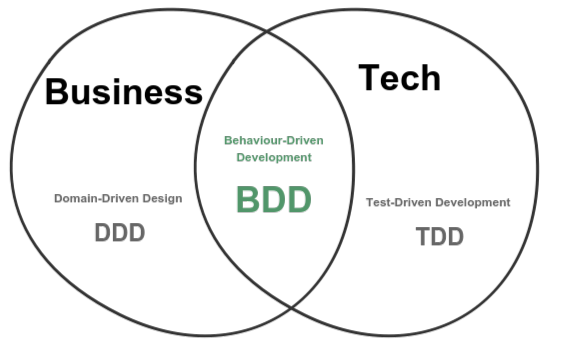 Business
Tech
Behaviour-Driven
Development
BDD
Domain-Driven Design
DDD
Test-Driven Development
TDD